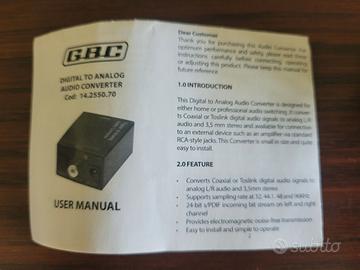 GBC
DIGITAL TO ANALOG
AUDIO CONVERTER
Cod: 14.2550.70
USER MANUAL
Dear Customer
Thank you for purchasing this Audio Converter. For
optimum performance and safety, please read these
instructions carefully before connecting, operating
or adjusting this product. Please keep this manual for
future reference
1.0 INTRODUCTION
This Digital to Analog Audio Converter is designed for
either home or professional audio switching. It conver-
ts Coaxial or Toslink digital audio signals to analog L/R
audio and 3,5 mm stereo and available for connection
to an external device such as an amplifier via standard
RCA-style jacks. This Converter is small in size and quite
easy to install.
2.0 FEATURE
• Converts Coaxial or Toslink digital audio signals to
analog L/R audio and 3,5mm stereo
• Supports sampling rate at 32, 44.1, 48 and 96KHz
• 24-bit s/PDIF incoming bit stream on left and right
channel
• Provides electromagnetic-noise-free transmission
• Easy to install and simple to operate
subito